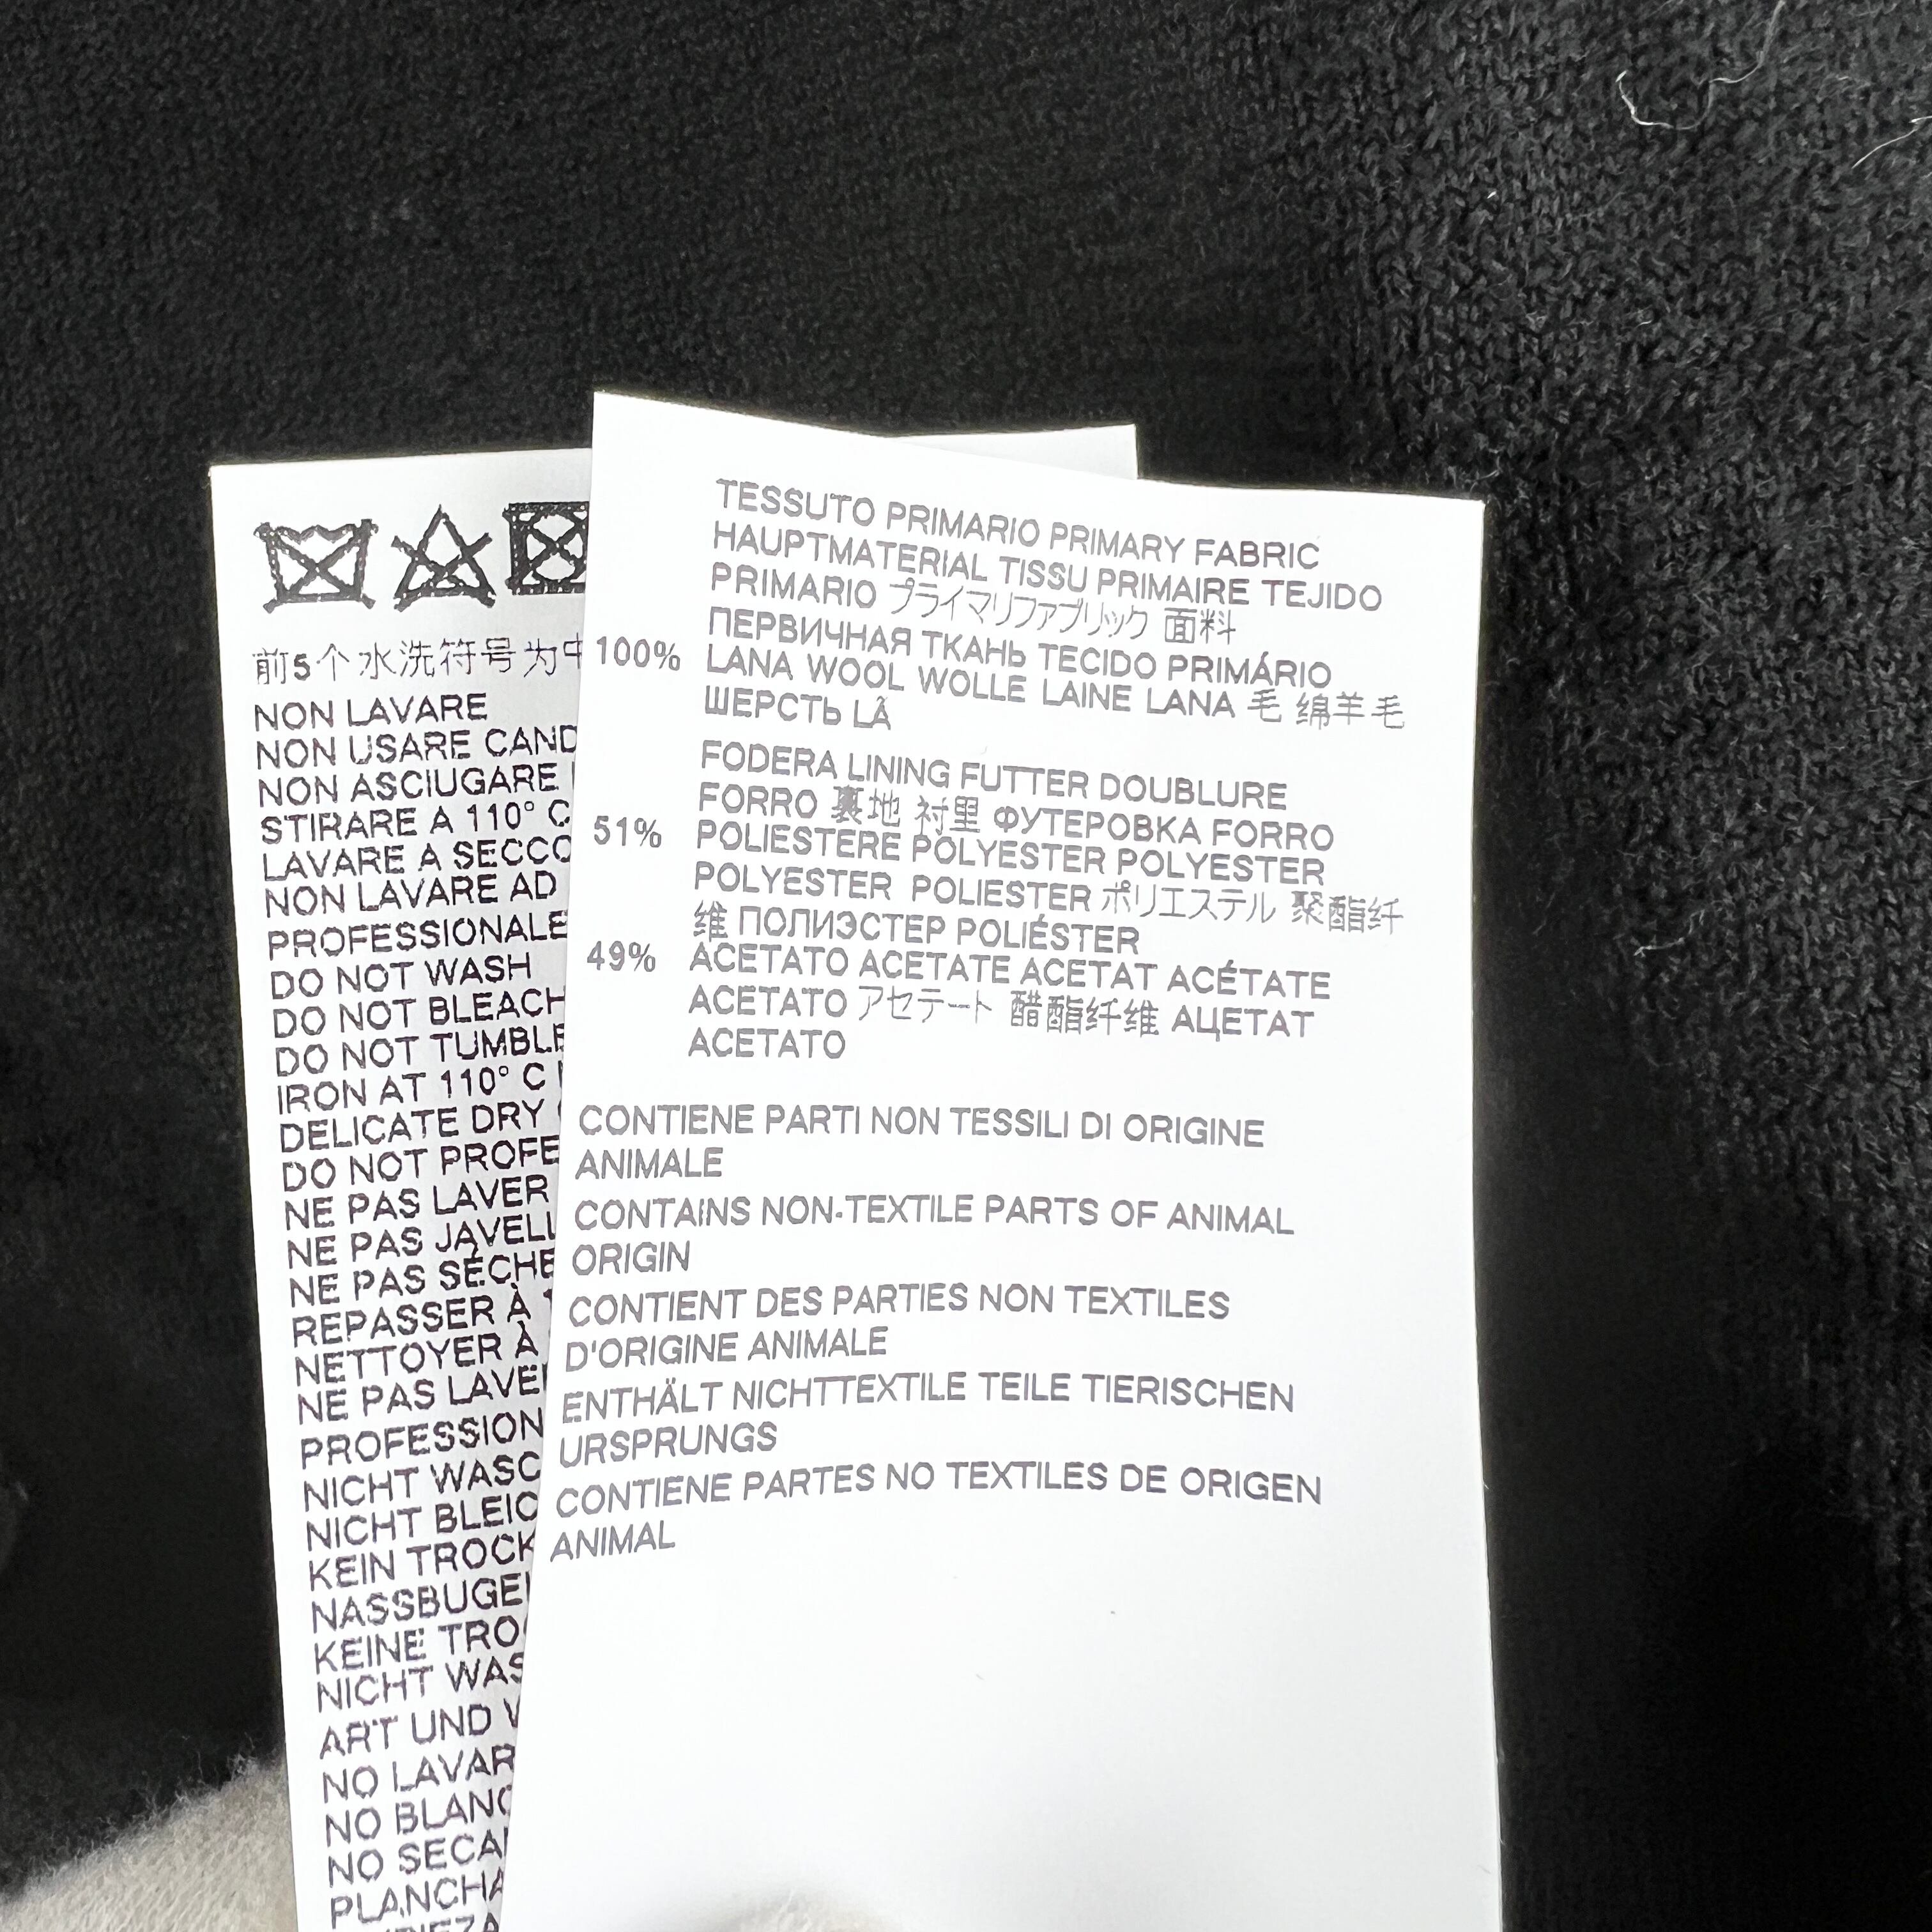 前5个水洗符号为中
NON LAVARE
NON USARE CAND
NON ASCIUGARE
STIRARE A 110° C
LAVARE A SECCO
NON LAVARE AD
PROFESSIONALE
DO NOT WASH
DO NOT BLEACH
DO NOT TUMBLE
IRON AT 110° C
DELICATE DRY
DO NOT PROFE
NE PAS LAVER
NE PAS JAVELL
NE PAS SÉCHE
REPASSER À
NETTOYER À
NE PAS LAVE
PROFESSION
NICHT WASC
NICHT BLEIC
KEIN TROCK
NASSBUGE
KEINE TRO
NICHT WAS
ART UND
NO LAVAR
NO BLANC
NO SECA
PLANCHA
TESSUTO PRIMARIO PRIMARY FABRIC
HAUPTMATERIAL TISSU PRIMAIRE TEJIDO
PRIMARIO プライマリファブリック 面料
ПЕРВИЧНАЯ ТКАНЬ TECIDO PRIMÁRIO
100% LANA WOOL WOLLE LAINE LANA 毛 绵羊毛
ШЕРСТЬ LÃ
FODERA LINING FUTTER DOUBLURE
FORRO 裏地 衬里 ФУТЕРОВКА FORRO
51% POLIESTERE POLYESTER POLYESTER
POLYESTER POLIESTER ポリエステル 聚酯纤
维 ПОЛИЭСТЕР POLIÉSTER
49% ACETATO ACETATE ACETAT ACÉTATE
ACETATO アセテート 醋酯纤维 АЦЕТАТ
ACETATO
CONTIENE PARTI NON TESSILI DI ORIGINE
ANIMALE
CONTAINS NON-TEXTILE PARTS OF ANIMAL
ORIGIN
CONTIENT DES PARTIES NON TEXTILES
D'ORIGINE ANIMALE
ENTHÄLT NICHTTEXTILE TEILE TIERISCHEN
URSPRUNGS
CONTIENE PARTES NO TEXTILES DE ORIGEN
ANIMAL